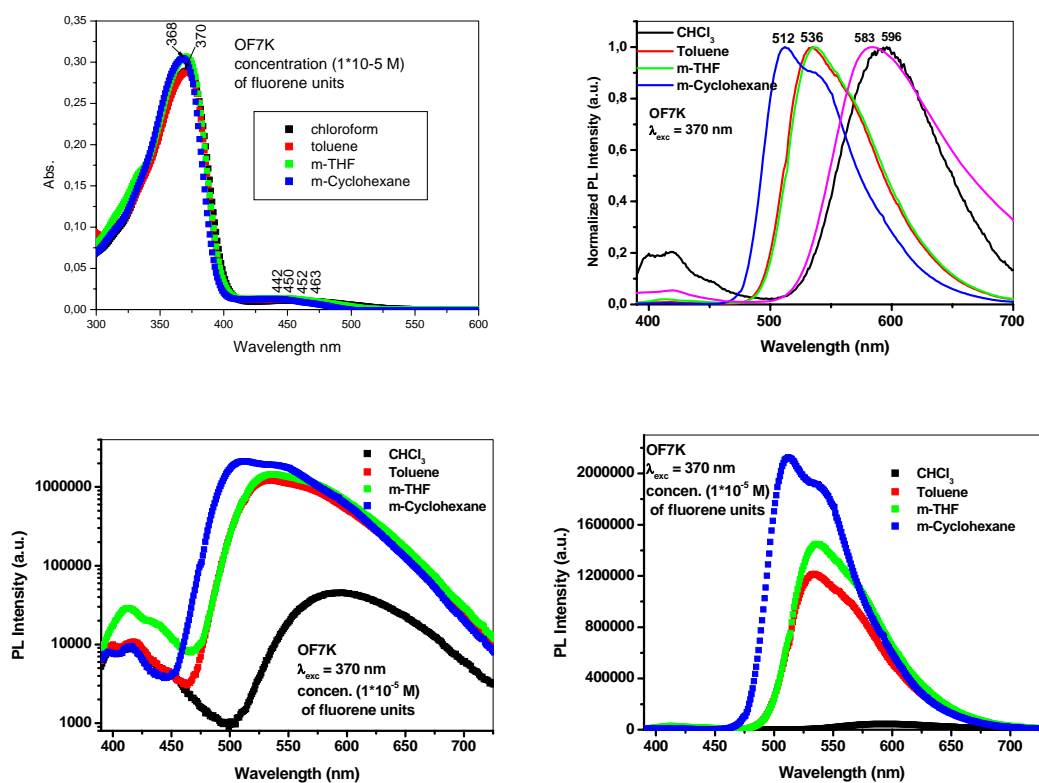 0,35
0,30
0,25
0,20
0,15
0,10
0,05
0,00
Abs.
368
370
OF7K
concentration (1*10-5 M)
of fluorene units
chloroform
toluene
m-THF
m-Cyclohexane
442
450
452
463
300
350
400
450
500
550
600
Wavelength nm
1,0
0,8
0,6
0,4
0,2
0,0
Normalized PL Intensity (a.u.)
CHCl3
Toluene
m-THF
m-Cyclohexane
OF7K
λexc = 370 nm
512
536
583
596
400
500
600
700
Wavelength (nm)
1000000
100000
10000
1000
PL Intensity (a.u.)
CHCl3
Toluene
m-THF
m-Cyclohexane
OF7K
λexc = 370 nm
concen. (1*10-5 M)
of fluorene units
400
450
500
550
600
650
700
Wavelength (nm)
2000000
1600000
1200000
800000
400000
0
PL Intensity (a.u.)
OF7K
λexc = 370 nm
concen. (1*10-5 M)
of fluorene units
CHCl3
Toluene
m-THF
m-Cyclohexane
400
450
500
550
600
650
700
Wavelength (nm)